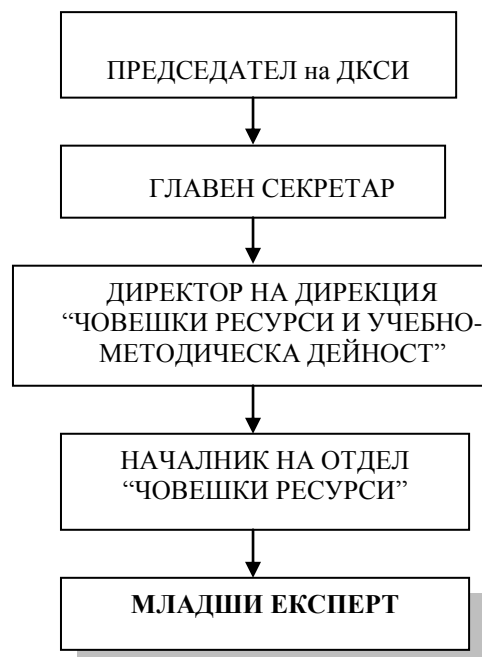 ПРЕДСЕДАТЕЛ на ДКСИ
ГЛАВЕН СЕКРЕТАР
ДИРЕКТОР НА ДИРЕКЦИЯ
“ЧОВЕШКИ РЕСУРСИ И УЧЕБНО-
МЕТОДИЧЕСКА ДЕЙНОСТ”
НАЧАЛНИК НА ОТДЕЛ
“ЧОВЕШКИ РЕСУРСИ”
МЛАДШИ ЕКСПЕРТ